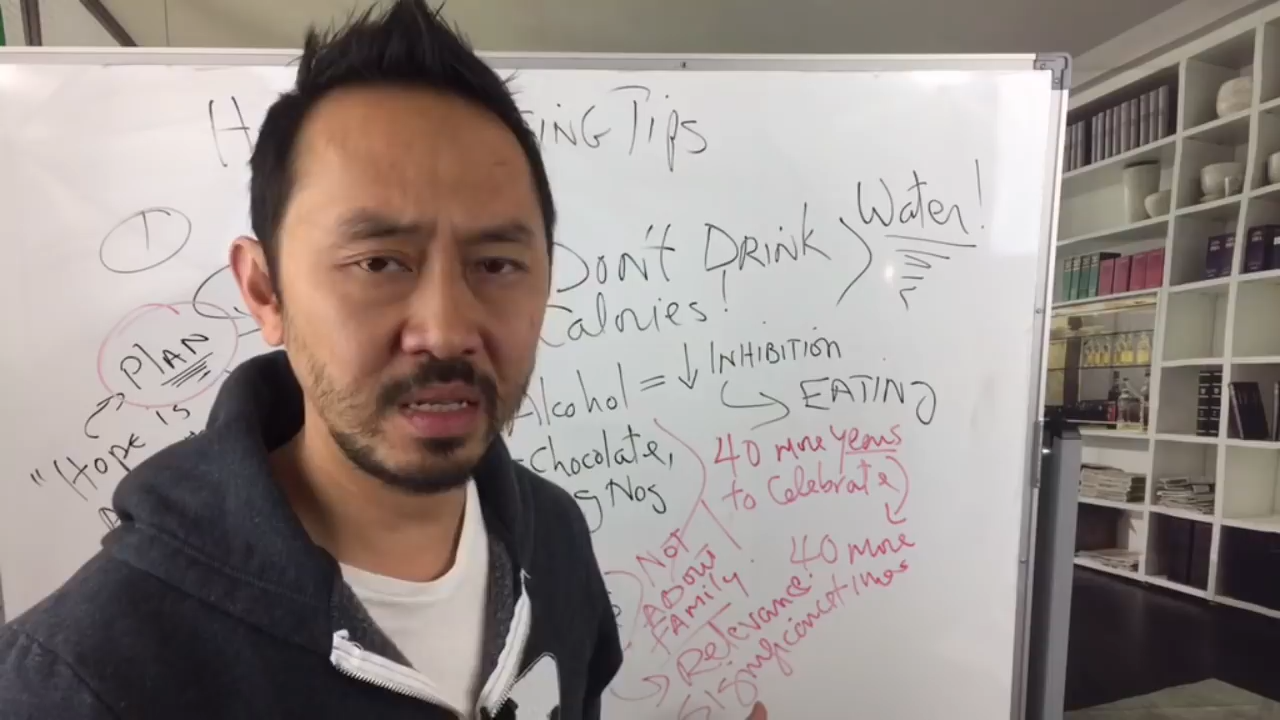 H ING TIPS
1
PLAN
"HOPE IS
DON'T DRINK
Calories!
Water!
Alcohol = ↓ INHIBITION
EATING
-Chocolate,
g Nog
40 more years
to celebrate
40 more
times
NOT
ABOUT
FAMILY
Relevance